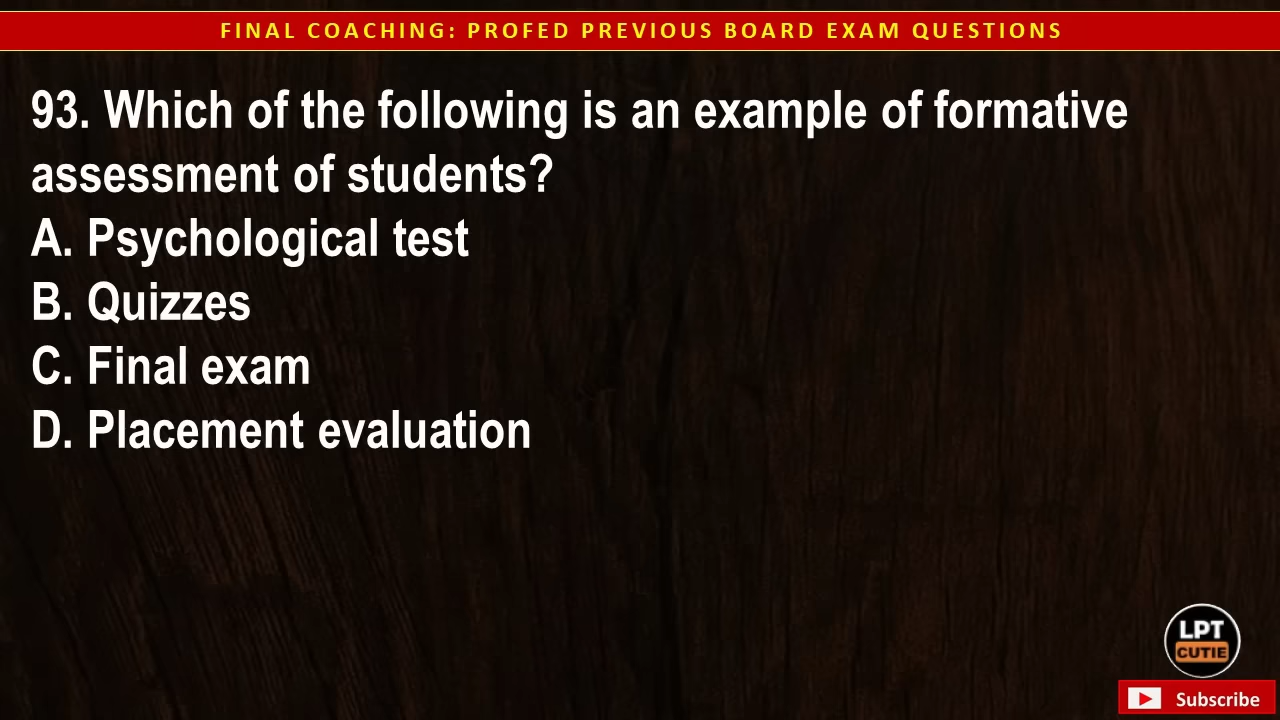 FINAL COACHING: PROFED PREVIOUS BOARD EXAM QUESTIONS
93. Which of the following is an example of formative
assessment of students?
A. Psychological test
B. Quizzes
C. Final exam
D. Placement evaluation
LPT
CUTIE
Subscribe